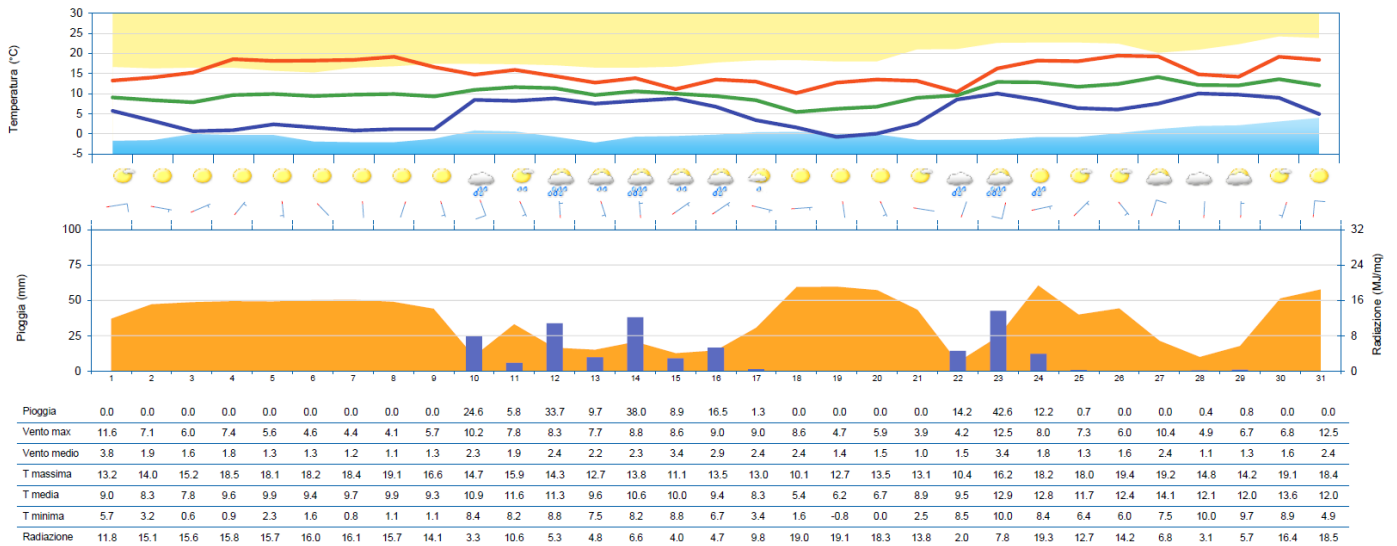 30
25
20
15
10
5
0
-5
Temperatura (°C)
100
75
50
25
0
Pioggia (mm)
32
24
16
8
0
Radiazione (MJ/mq)
1 2 3 4 5 6 7 8 9 10 11 12 13 14 15 16 17 18 19 20 21 22 23 24 25 26 27 28 29 30 31
Pioggia 0.0 0.0 0.0 0.0 0.0 0.0 0.0 0.0 0.0 24.6 5.8 33.7 9.7 38.0 8.9 16.5 1.3 0.0 0.0 0.0 0.0 14.2 42.6 12.2 0.7 0.0 0.0 0.4 0.8 0.0 0.0
Vento max 11.6 7.1 6.0 7.4 5.6 4.6 4.4 4.1 5.7 10.2 7.8 8.3 7.7 8.8 8.6 9.0 9.0 8.6 4.7 5.9 3.9 4.2 12.5 8.0 7.3 6.0 10.4 4.9 6.7 6.8 12.5
Vento medio 3.8 1.9 1.6 1.8 1.3 1.3 1.2 1.1 1.3 2.3 1.9 2.4 2.2 2.3 3.4 2.9 2.4 2.4 1.4 1.5 1.0 1.5 3.4 1.8 1.3 1.6 2.4 1.1 1.3 1.6 2.4
T massima 13.2 14.0 15.2 18.5 18.1 18.2 18.4 19.1 16.6 14.7 15.9 14.3 12.7 13.8 11.1 13.5 13.0 10.1 12.7 13.5 13.1 10.4 16.2 18.2 18.0 19.4 19.2 14.8 14.2 19.1 18.4
T media 9.0 8.3 7.8 9.6 9.9 9.4 9.7 9.9 9.3 10.9 11.6 11.3 9.6 10.6 10.0 9.4 8.3 5.4 6.2 6.7 8.9 9.5 12.9 12.8 11.7 12.4 14.1 12.1 12.0 13.6 12.0
T minima 5.7 3.2 0.6 0.9 2.3 1.6 0.8 1.1 1.1 8.4 8.2 8.8 7.5 8.2 8.8 6.7 3.4 1.6 -0.8 0.0 2.5 8.5 10.0 8.4 6.4 6.0 7.5 10.0 9.7 8.9 4.9
Radiazione 11.8 15.1 15.6 15.8 15.7 16.0 16.1 15.7 14.1 3.3 10.6 5.3 4.8 6.6 4.0 4.7 9.8 19.0 19.1 18.3 13.8 2.0 7.8 19.3 12.7 14.2 6.8 3.1 5.7 16.4 18.5